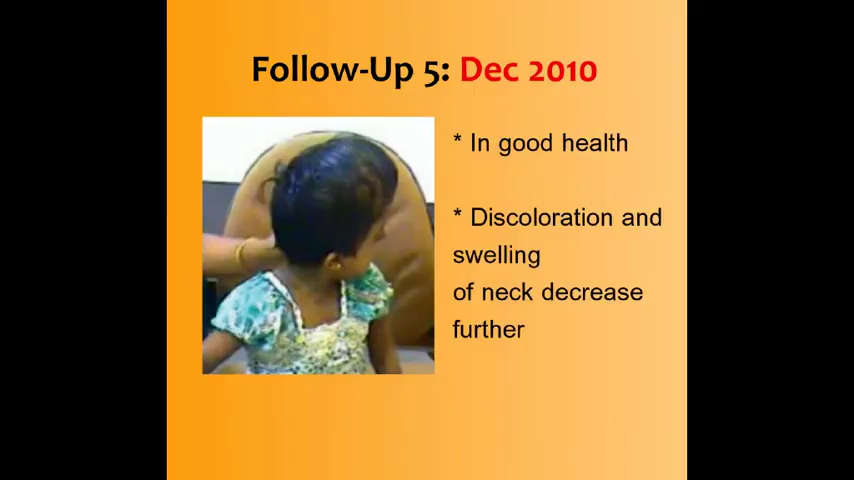 Follow-Up 5: Dec 2010
* In good health
* Discoloration and
swelling
of neck decrease
further